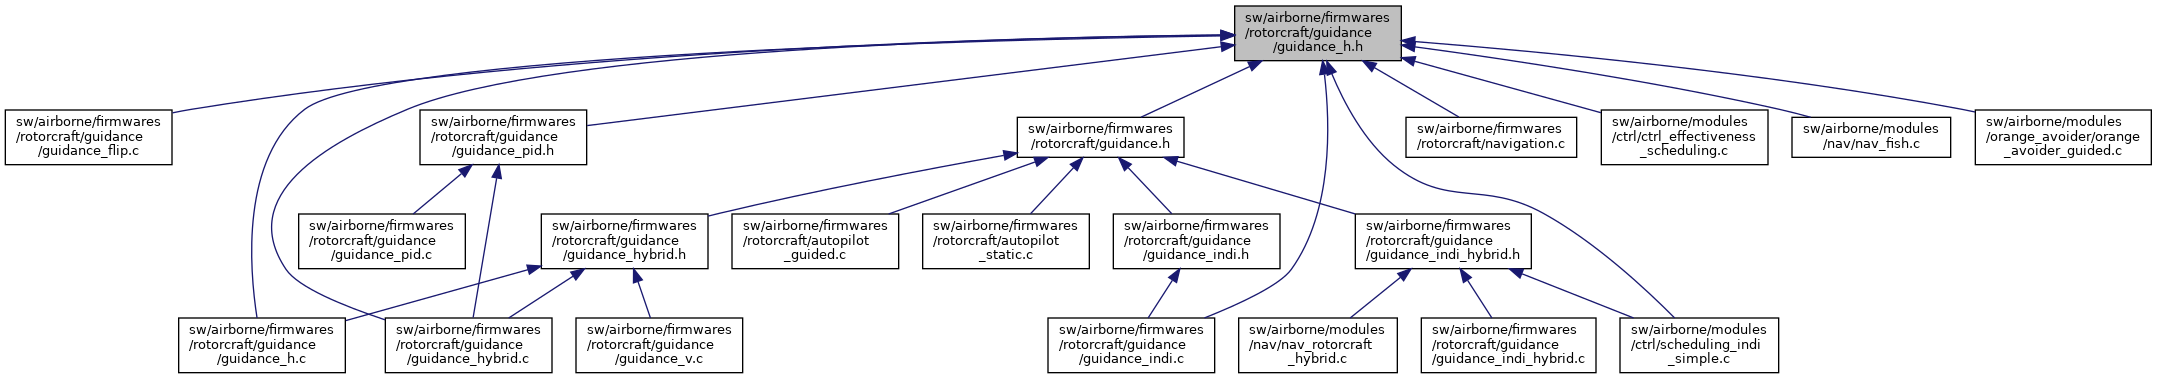 sw/airborne/firmwares
/rotorcraft/guidance
/guidance_h.h
sw/airborne/firmwares
/rotorcraft/guidance
/guidance_flip.c
sw/airborne/firmwares
/rotorcraft/guidance
/guidance_pid.h
sw/airborne/firmwares
/rotorcraft/guidance.h
sw/airborne/firmwares
/rotorcraft/navigation.c
sw/airborne/modules
/ctrl/ctrl_effectiveness
_scheduling.c
sw/airborne/modules
/nav/nav_fish.c
sw/airborne/modules
/orange_avoider/orange
_avoider_guided.c
sw/airborne/firmwares
/rotorcraft/guidance
/guidance_pid.c
sw/airborne/firmwares
/rotorcraft/guidance
/guidance_hybrid.h
sw/airborne/firmwares
/rotorcraft/autopilot
_guided.c
sw/airborne/firmwares
/rotorcraft/autopilot
_static.c
sw/airborne/firmwares
/rotorcraft/guidance
/guidance_indi.h
sw/airborne/firmwares
/rotorcraft/guidance
/guidance_indi_hybrid.h
sw/airborne/firmwares
/rotorcraft/guidance
/guidance_h.c
sw/airborne/firmwares
/rotorcraft/guidance
/guidance_hybrid.c
sw/airborne/firmwares
/rotorcraft/guidance
/guidance_v.c
sw/airborne/firmwares
/rotorcraft/guidance
/guidance_indi.c
sw/airborne/modules
/nav/nav_rotorcraft
_hybrid.c
sw/airborne/firmwares
/rotorcraft/guidance
/guidance_indi_hybrid.c
sw/airborne/modules
/ctrl/scheduling_indi
_simple.c